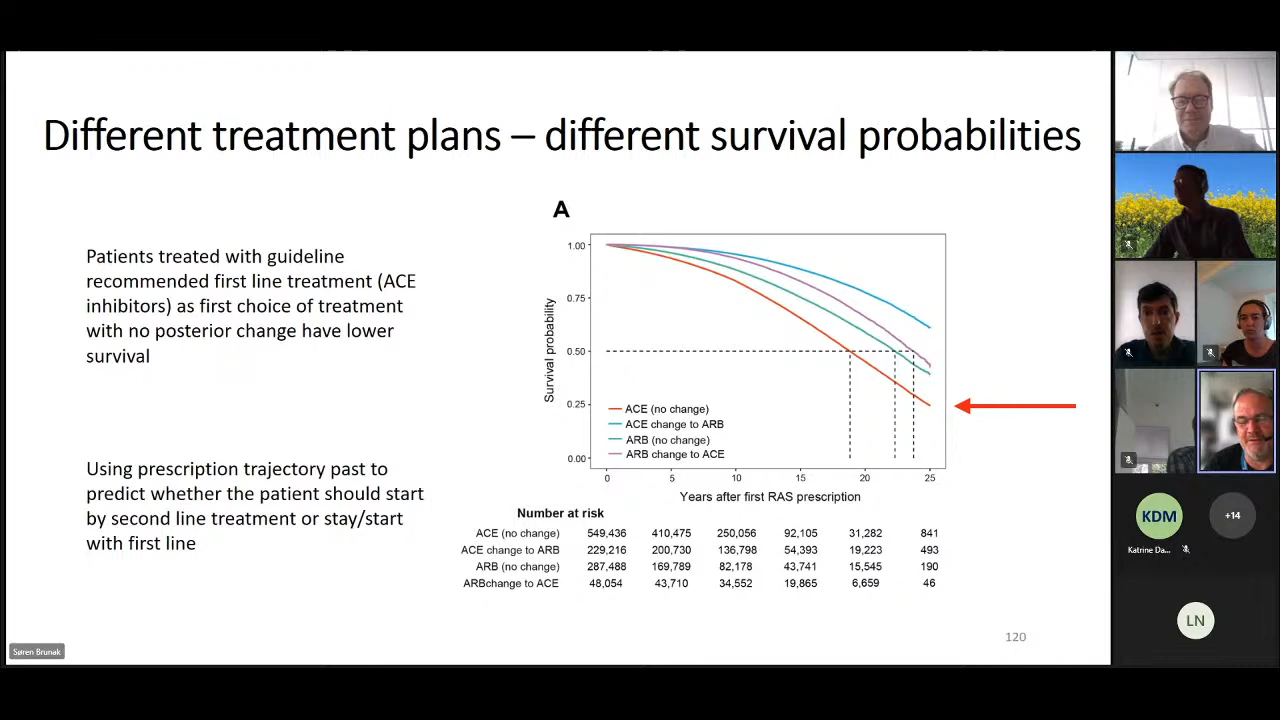 Different treatment plans – different survival probabilities
Patients treated with guideline
recommended first line treatment (ACE
inhibitors) as first choice of treatment
with no posterior change have lower
survival
Using prescription trajectory past to
predict whether the patient should start
by second line treatment or stay/start
with first line
A
Survival probability
1.00
0.75
0.50
0.25
0.00
ACE (no change)
ACE change to ARB
ARB (no change)
ARB change to ACE
0 5 10 15 20 25
Years after first RAS prescription
Number at risk
ACE (no change) 549,436 410,475 250,056 92,105 31,282 841
ACE change to ARB 229,216 200,730 136,798 54,393 19,223 493
ARB (no change) 287,488 169,789 82,178 43,741 15,545 190
ARBchange to ACE 48,054 43,710 34,552 19,865 6,659 46
120
Søren Brunak
KDM
+14
Katrine Da...
LN